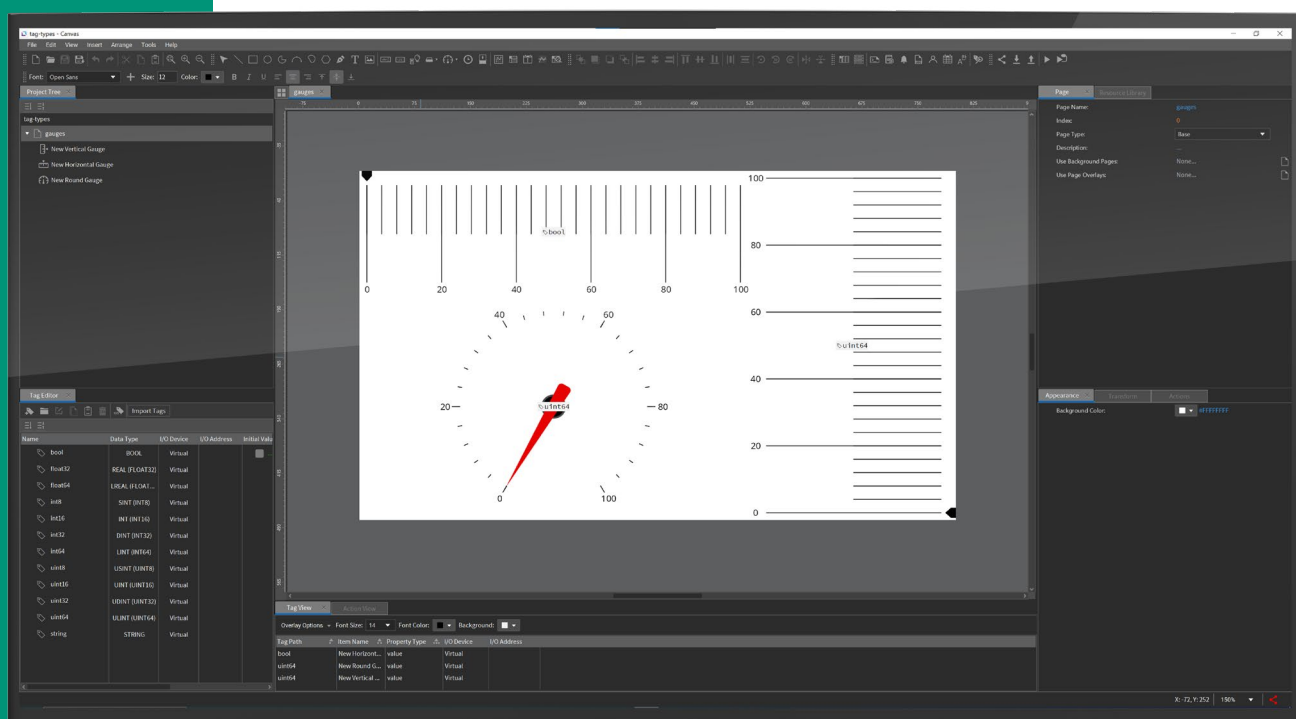 tag-types - Canvas
File Edit View Insert Arrange Tools Help
Font: Open Sans Size: 12 Color: B I U
Project Tree
tag-types
gauges
New Vertical Gauge
New Horizontal Gauge
New Round Gauge
Tag Editor
Import Tags
Name Data Type I/O Device I/O Address Initial Valu
bool BOOL Virtual
float32 REAL (FLOAT32) Virtual
float64 LREAL (FLOAT... Virtual
int8 SINT (INT8) Virtual
int16 INT (INT16) Virtual
int32 DINT (INT32) Virtual
int64 LINT (INT64) Virtual
uint8 USINT (UINT8) Virtual
uint16 UINT (UINT16) Virtual
uint32 UDINT (UINT32) Virtual
uint64 ULINT (UINT64) Virtual
string STRING Virtual
gauges
bool
0 20 40 60 80 100
100
80
60
40
20
0
uint64
40 60
20 80
uint64
0 100
Tag View Action View
Overlay Options Font Size: 14 Font Color: Background:
Tag Path Item Name Property Type I/O Device I/O Address
bool New Horizont... value Virtual
uint64 New Round G... value Virtual
uint64 New Vertical ... value Virtual
Page Resource Library
Page Name: gauges
Index: 0
Page Type: Base
Description: ...
Use Background Pages: None...
Use Page Overlays: None...
Appearance Transform Actions
Background Color: #FFFFFFFF
X: -72, Y: 252 150%